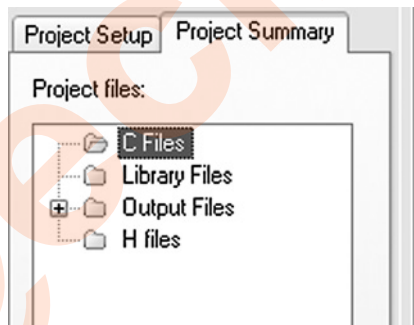 Project Setup Project Summary
Project files:
C Files
Library Files
Output Files
H files